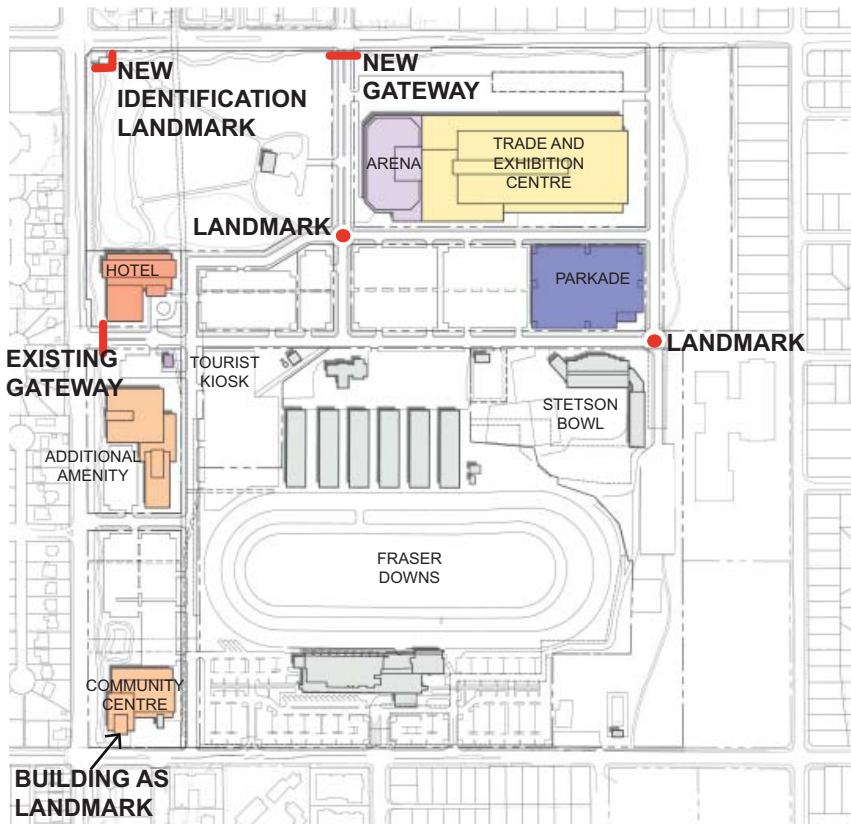 NEW
IDENTIFICATION
LANDMARK
NEW
GATEWAY
ARENA
TRADE AND
EXHIBITION
CENTRE
LANDMARK
HOTEL
PARKADE
EXISTING
GATEWAY
TOURIST
KIOSK
LANDMARK
STETSON
BOWL
ADDITIONAL
AMENITY
FRASER
DOWNS
COMMUNITY
CENTRE
BUILDING AS
LANDMARK